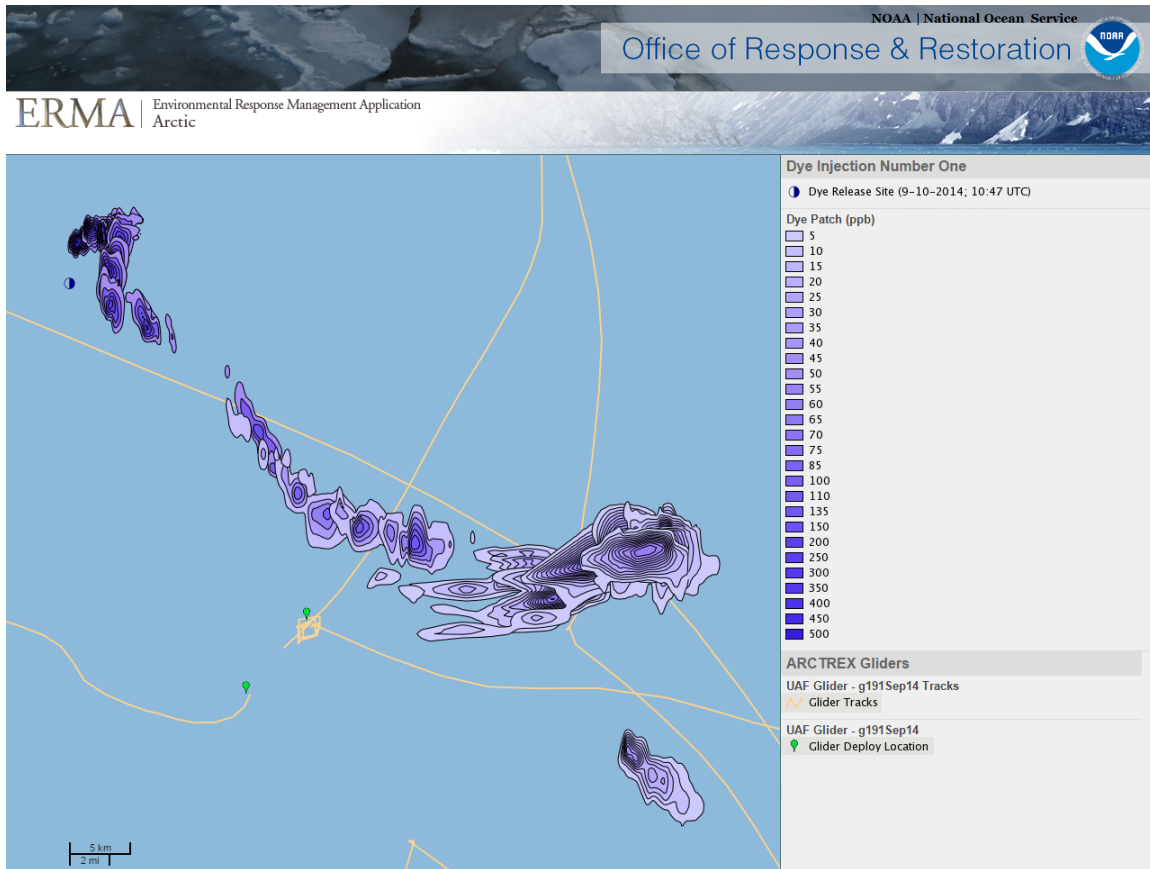 NOAA | National Ocean Service
Office of Response & Restoration
NOAA
ERMA
Environmental Response Management Application
Arctic
Dye Injection Number One
Dye Release Site (9-10-2014; 10:47 UTC)
Dye Patch (ppb)
5
10
15
20
25
30
35
40
45
50
55
60
65
70
75
85
100
110
135
150
200
250
300
350
400
450
500
ARCTREX Gliders
UAF Glider - g191Sep14 Tracks
Glider Tracks
UAF Glider - g191Sep14
Glider Deploy Location
5 km
2 mi